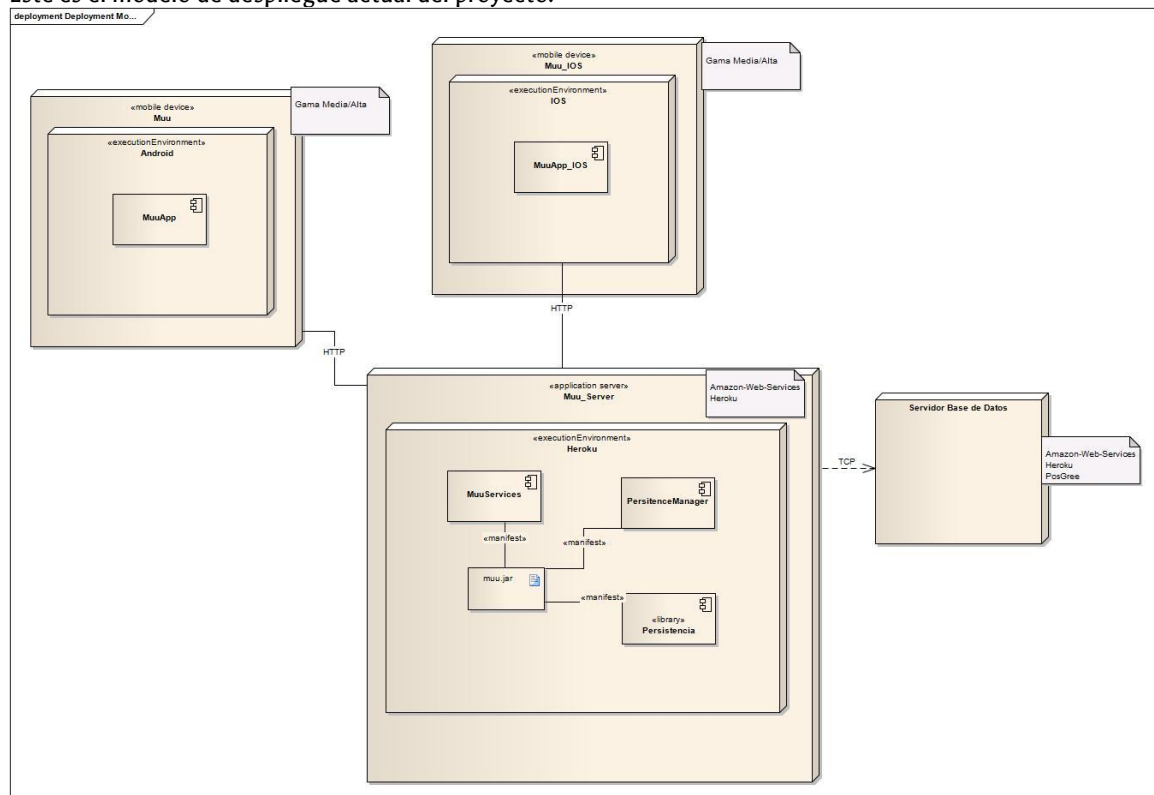 Este es el modelo de despliegue actual del proyecto.
deployment Deployment Mo...
«mobile device»
Muu_IOS
Gama Media/Alta
«executionEnvironment»
IOS
MuuApp_IOS
«mobile device»
Muu
Gama Media/Alta
«executionEnvironment»
Android
MuuApp
HTTP
HTTP
«application server»
Muu_Server
Amazon-Web-Services
Heroku
«executionEnvironment»
Heroku
MuuServices
PersitenceManager
«manifest»
«manifest»
muu.jar
«manifest»
«library»
Persistencia
TCP
Servidor Base de Datos
Amazon-Web-Services
Heroku
PosGree